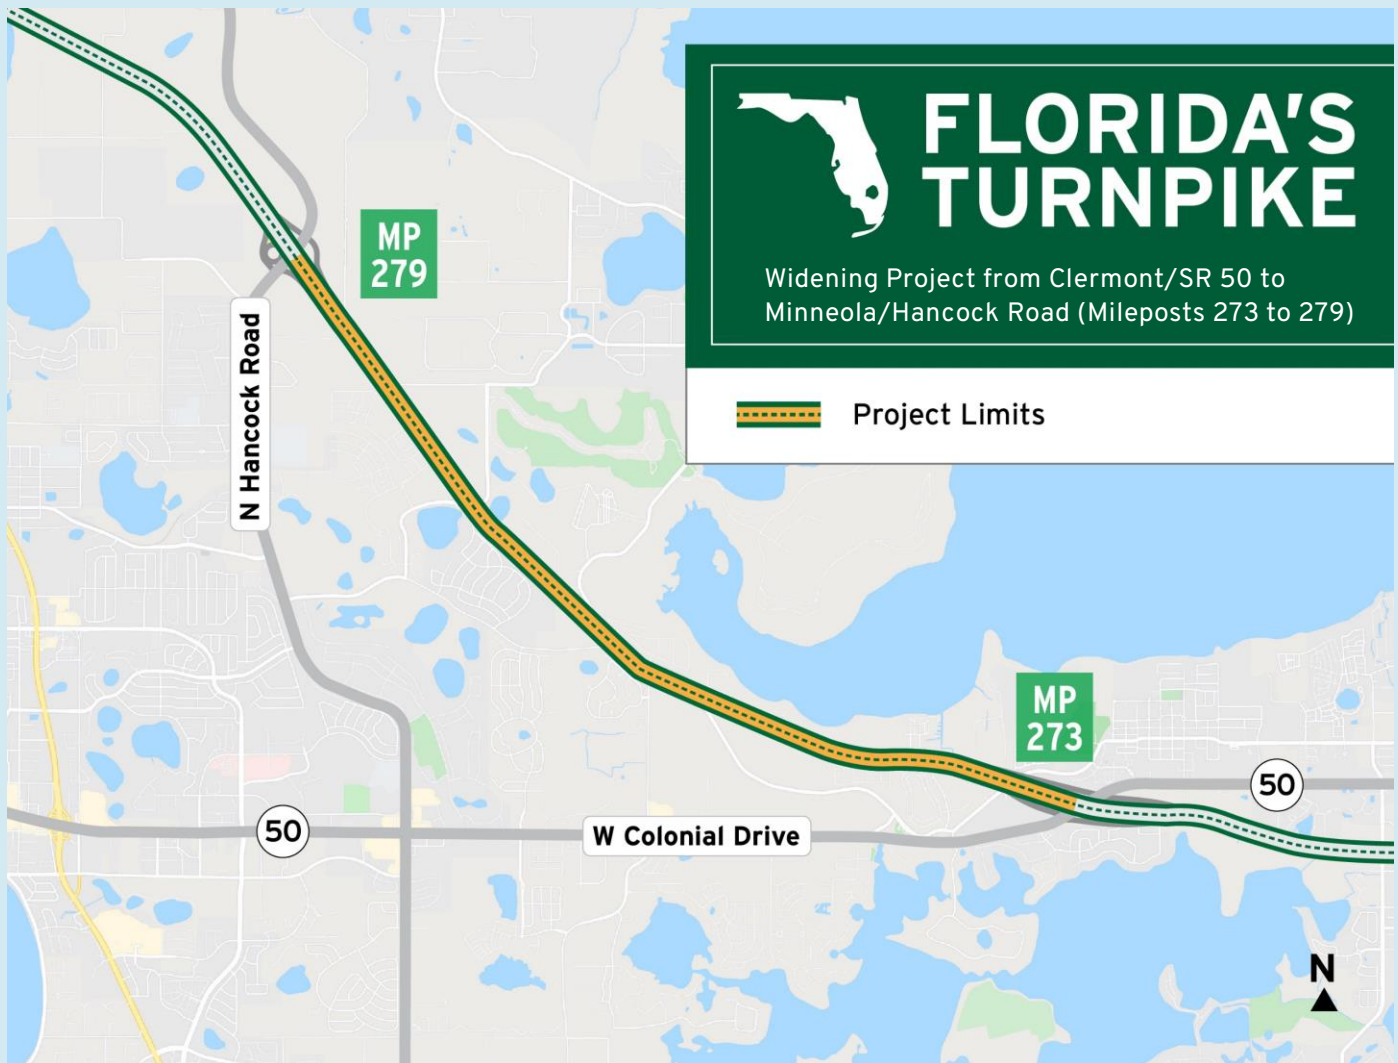 FLORIDA'S
TURNPIKE
Widening Project from Clermont/SR 50 to
Minneola/Hancock Road (Mileposts 273 to 279)
Project Limits
MP
279
N Hancock Road
MP
273
50
50
W Colonial Drive
N